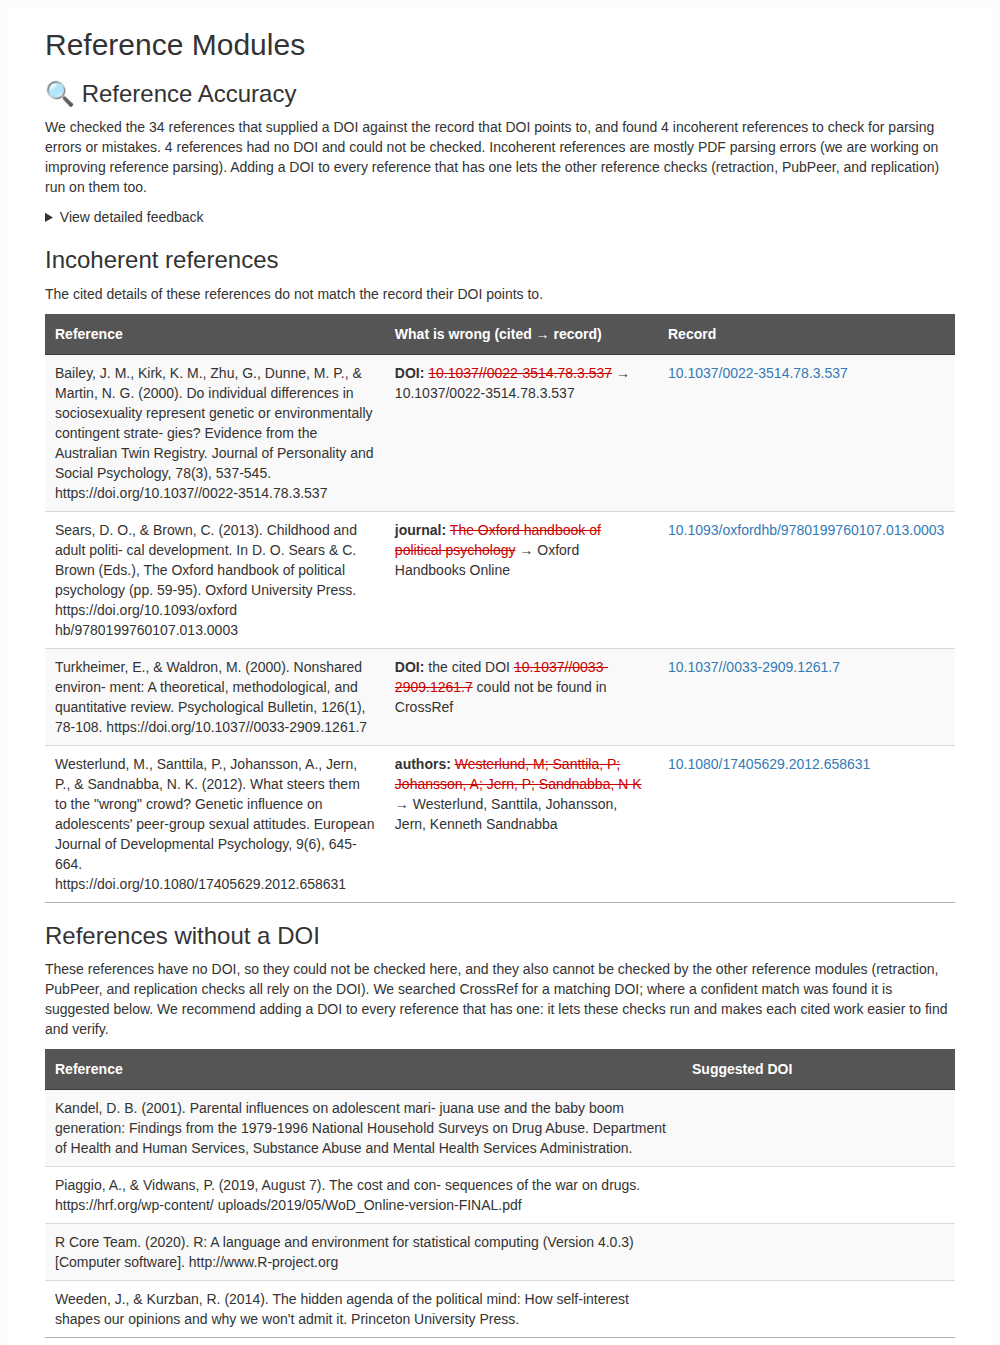 Reference Modules
🔍 Reference Accuracy
We checked the 34 references that supplied a DOI against the record that DOI points to, and found 4 incoherent references to check for parsing
errors or mistakes. 4 references had no DOI and could not be checked. Incoherent references are mostly PDF parsing errors (we are working on
improving reference parsing). Adding a DOI to every reference that has one lets the other reference checks (retraction, PubPeer, and replication)
run on them too.
▶ View detailed feedback
Incoherent references
The cited details of these references do not match the record their DOI points to.
Reference What is wrong (cited → record) Record
Bailey, J. M., Kirk, K. M., Zhu, G., Dunne, M. P., &
Martin, N. G. (2000). Do individual differences in
sociosexuality represent genetic or environmentally
contingent strate- gies? Evidence from the
Australian Twin Registry. Journal of Personality and
Social Psychology, 78(3), 537-545.
https://doi.org/10.1037//0022-3514.78.3.537
DOI: 10.1037//0022-3514.78.3.537 →
10.1037/0022-3514.78.3.537
10.1037/0022-3514.78.3.537
Sears, D. O., & Brown, C. (2013). Childhood and
adult politi- cal development. In D. O. Sears & C.
Brown (Eds.), The Oxford handbook of political
psychology (pp. 59-95). Oxford University Press.
https://doi.org/10.1093/oxford
hb/9780199760107.013.0003
journal: The Oxford handbook of
political psychology → Oxford
Handbooks Online
10.1093/oxfordhb/9780199760107.013.0003
Turkheimer, E., & Waldron, M. (2000). Nonshared
environ- ment: A theoretical, methodological, and
quantitative review. Psychological Bulletin, 126(1),
78-108. https://doi.org/10.1037//0033-2909.1261.7
DOI: the cited DOI 10.1037//0033-
2909.1261.7 could not be found in
CrossRef
10.1037//0033-2909.1261.7
Westerlund, M., Santtila, P., Johansson, A., Jern,
P., & Sandnabba, N. K. (2012). What steers them
to the "wrong" crowd? Genetic influence on
adolescents' peer-group sexual attitudes. European
Journal of Developmental Psychology, 9(6), 645-
664.
https://doi.org/10.1080/17405629.2012.658631
authors: Westerlund, M; Santtila, P;
Johansson, A; Jern, P; Sandnabba, N K
→ Westerlund, Santtila, Johansson,
Jern, Kenneth Sandnabba
10.1080/17405629.2012.658631
References without a DOI
These references have no DOI, so they could not be checked here, and they also cannot be checked by the other reference modules (retraction,
PubPeer, and replication checks all rely on the DOI). We searched CrossRef for a matching DOI; where a confident match was found it is
suggested below. We recommend adding a DOI to every reference that has one: it lets these checks run and makes each cited work easier to find
and verify.
Reference Suggested DOI
Kandel, D. B. (2001). Parental influences on adolescent mari- juana use and the baby boom
generation: Findings from the 1979-1996 National Household Surveys on Drug Abuse. Department
of Health and Human Services, Substance Abuse and Mental Health Services Administration.
Piaggio, A., & Vidwans, P. (2019, August 7). The cost and con- sequences of the war on drugs.
https://hrf.org/wp-content/ uploads/2019/05/WoD_Online-version-FINAL.pdf
R Core Team. (2020). R: A language and environment for statistical computing (Version 4.0.3)
[Computer software]. http://www.R-project.org
Weeden, J., & Kurzban, R. (2014). The hidden agenda of the political mind: How self-interest
shapes our opinions and why we won't admit it. Princeton University Press.